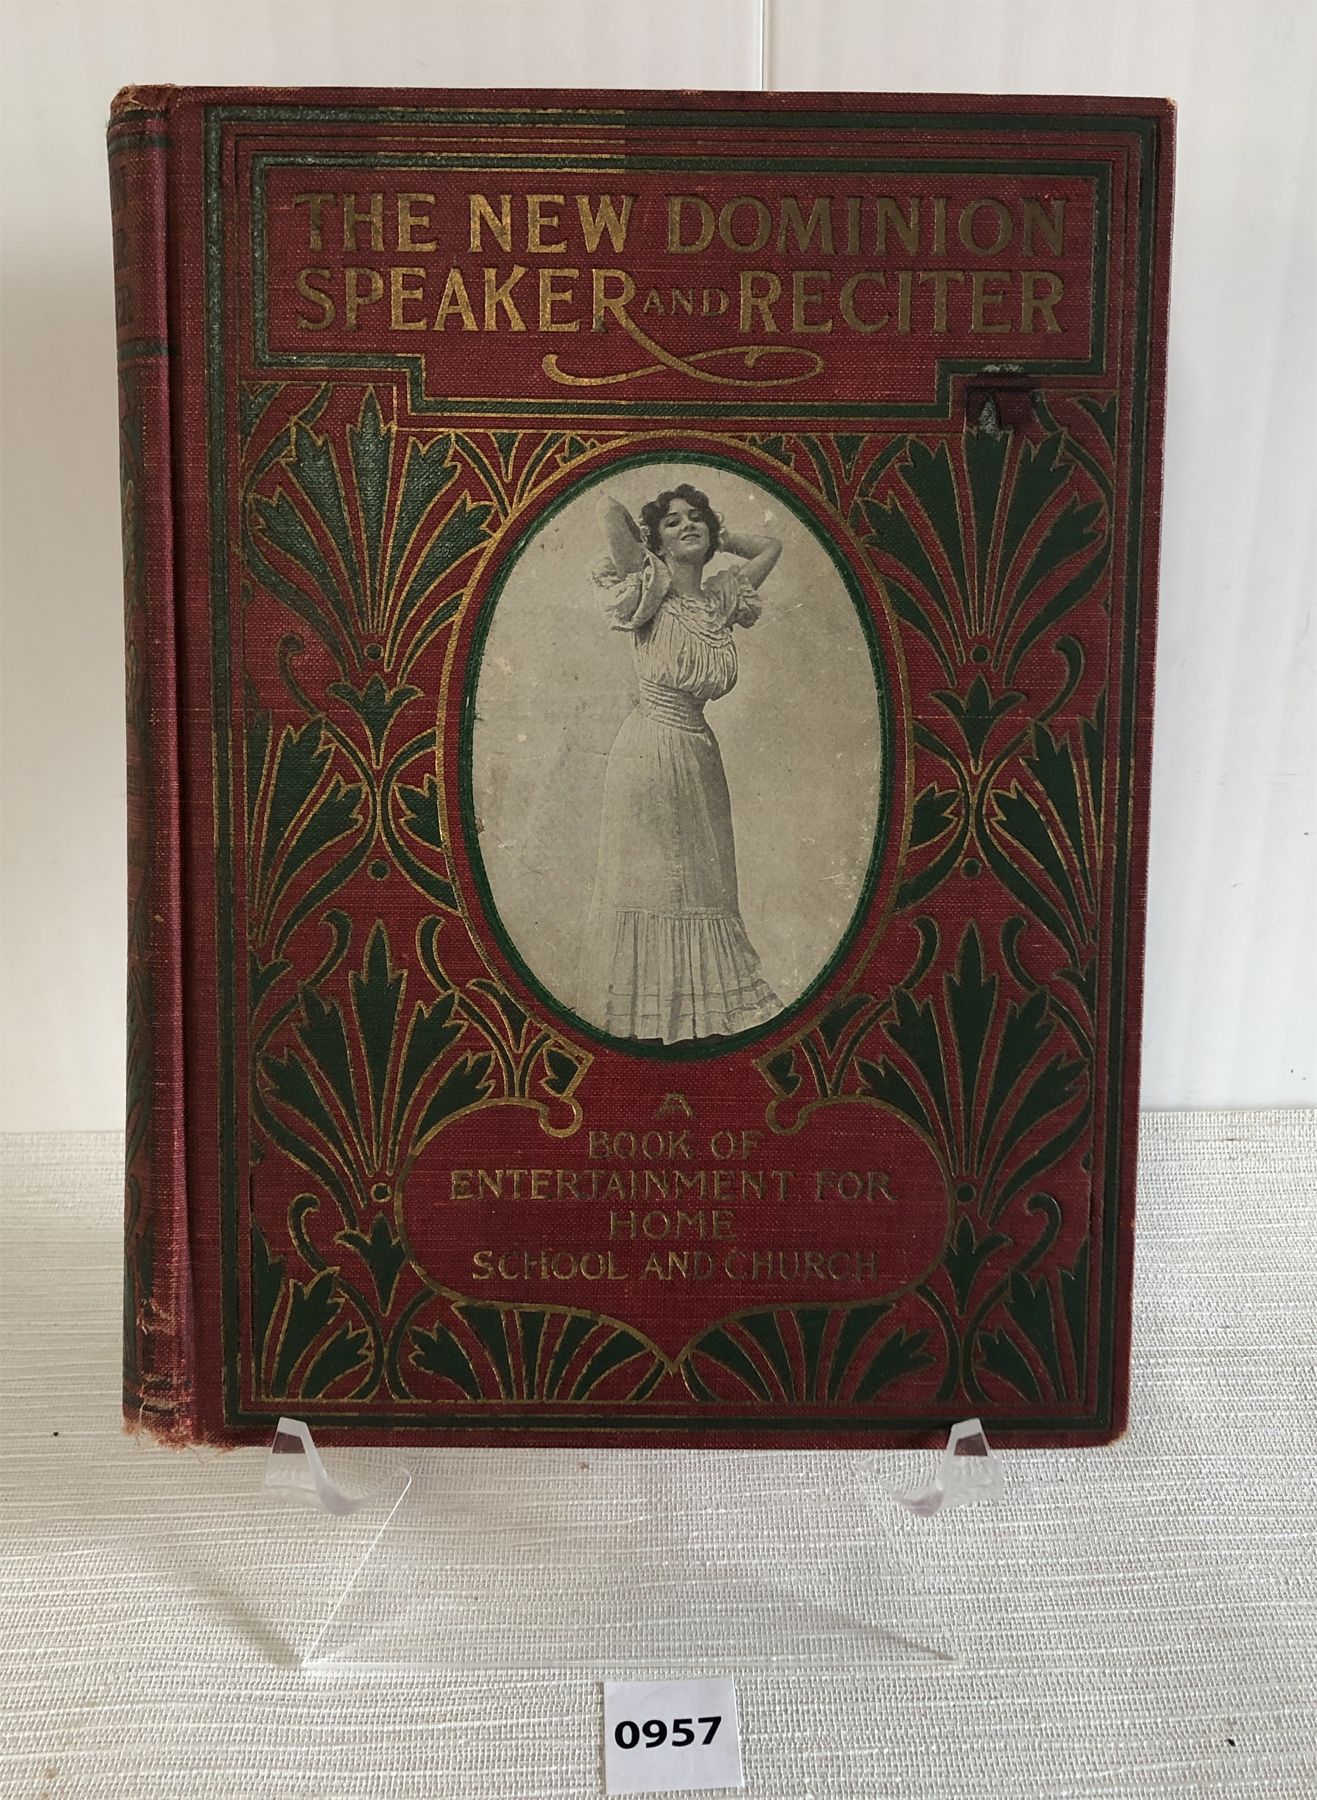 THE NEW DOMINION
SPEAKER AND RECITER
A
BOOK OF
ENTERTAINMENT FOR
HOME
SCHOOL AND CHURCH
0957